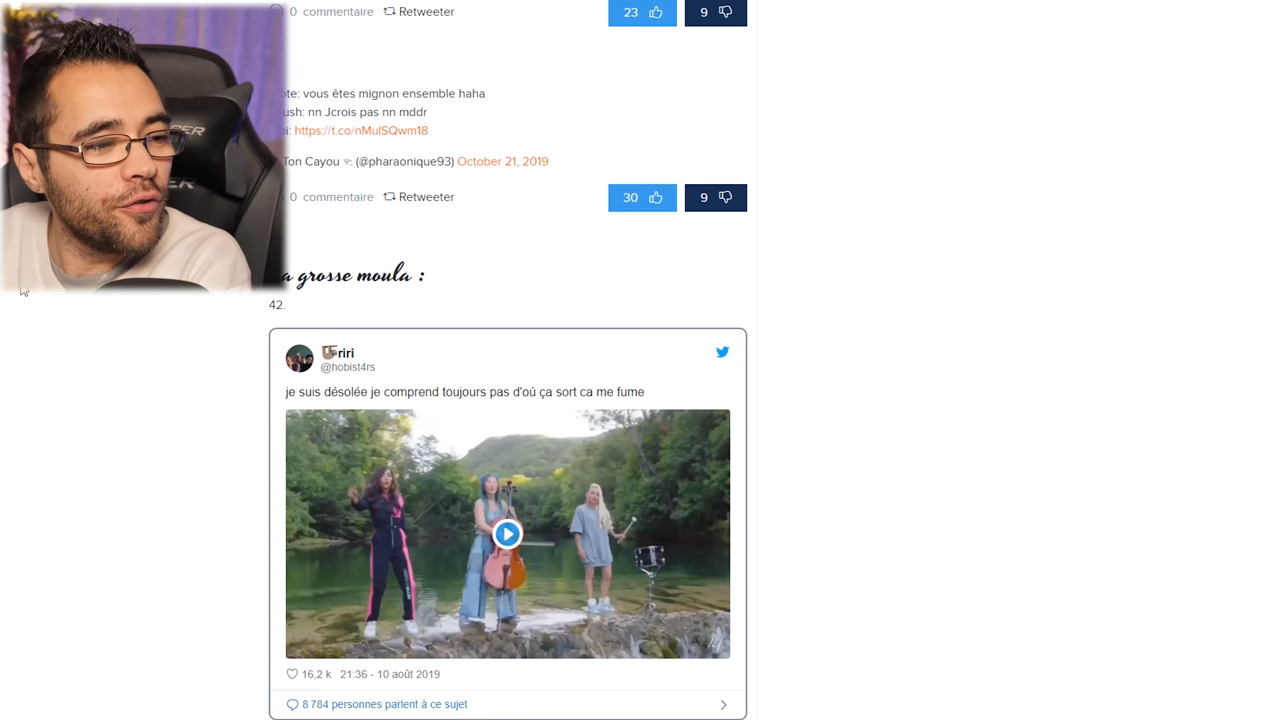 0 commentaire Retweeter
23 9
te: vous êtes mignon ensemble haha
ush: nn Jcrois pas nn mddr
https://t.co/nMulSQwm18
Ton Cayou (@pharaonique93) October 21, 2019
0 commentaire Retweeter
30 9
a grosse moula :
42.
riri
@hobist4rs
je suis désolée je comprend toujours pas d'où ça sort ca me fume
16,2 k 21:36 - 10 août 2019
8 784 personnes parlent à ce sujet